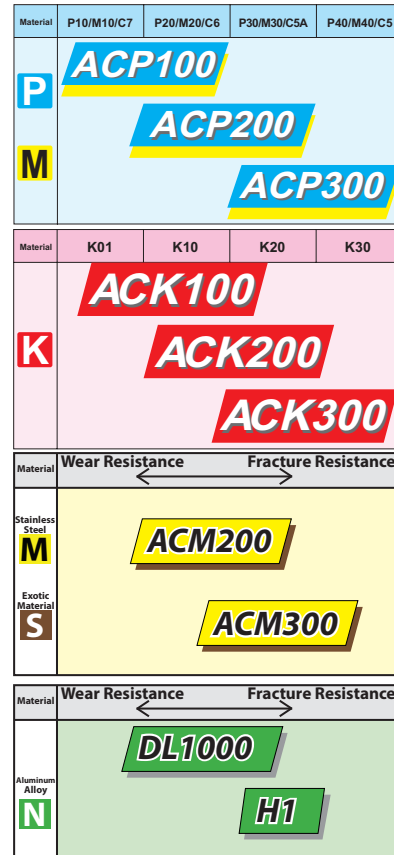 Material P10/M10/C7 P20/M20/C6 P30/M30/C5A P40/M40/C5
ACP100
P
ACP200
M
ACP300
Material K01 K10 K20 K30
ACK100
K
ACK200
ACK300
Material Wear Resistance Fracture Resistance
Stainless
Steel
M
ACM200
Exotic
Material
S
ACM300
Material Wear Resistance Fracture Resistance
DL1000
Aluminum
Alloy
N
H1